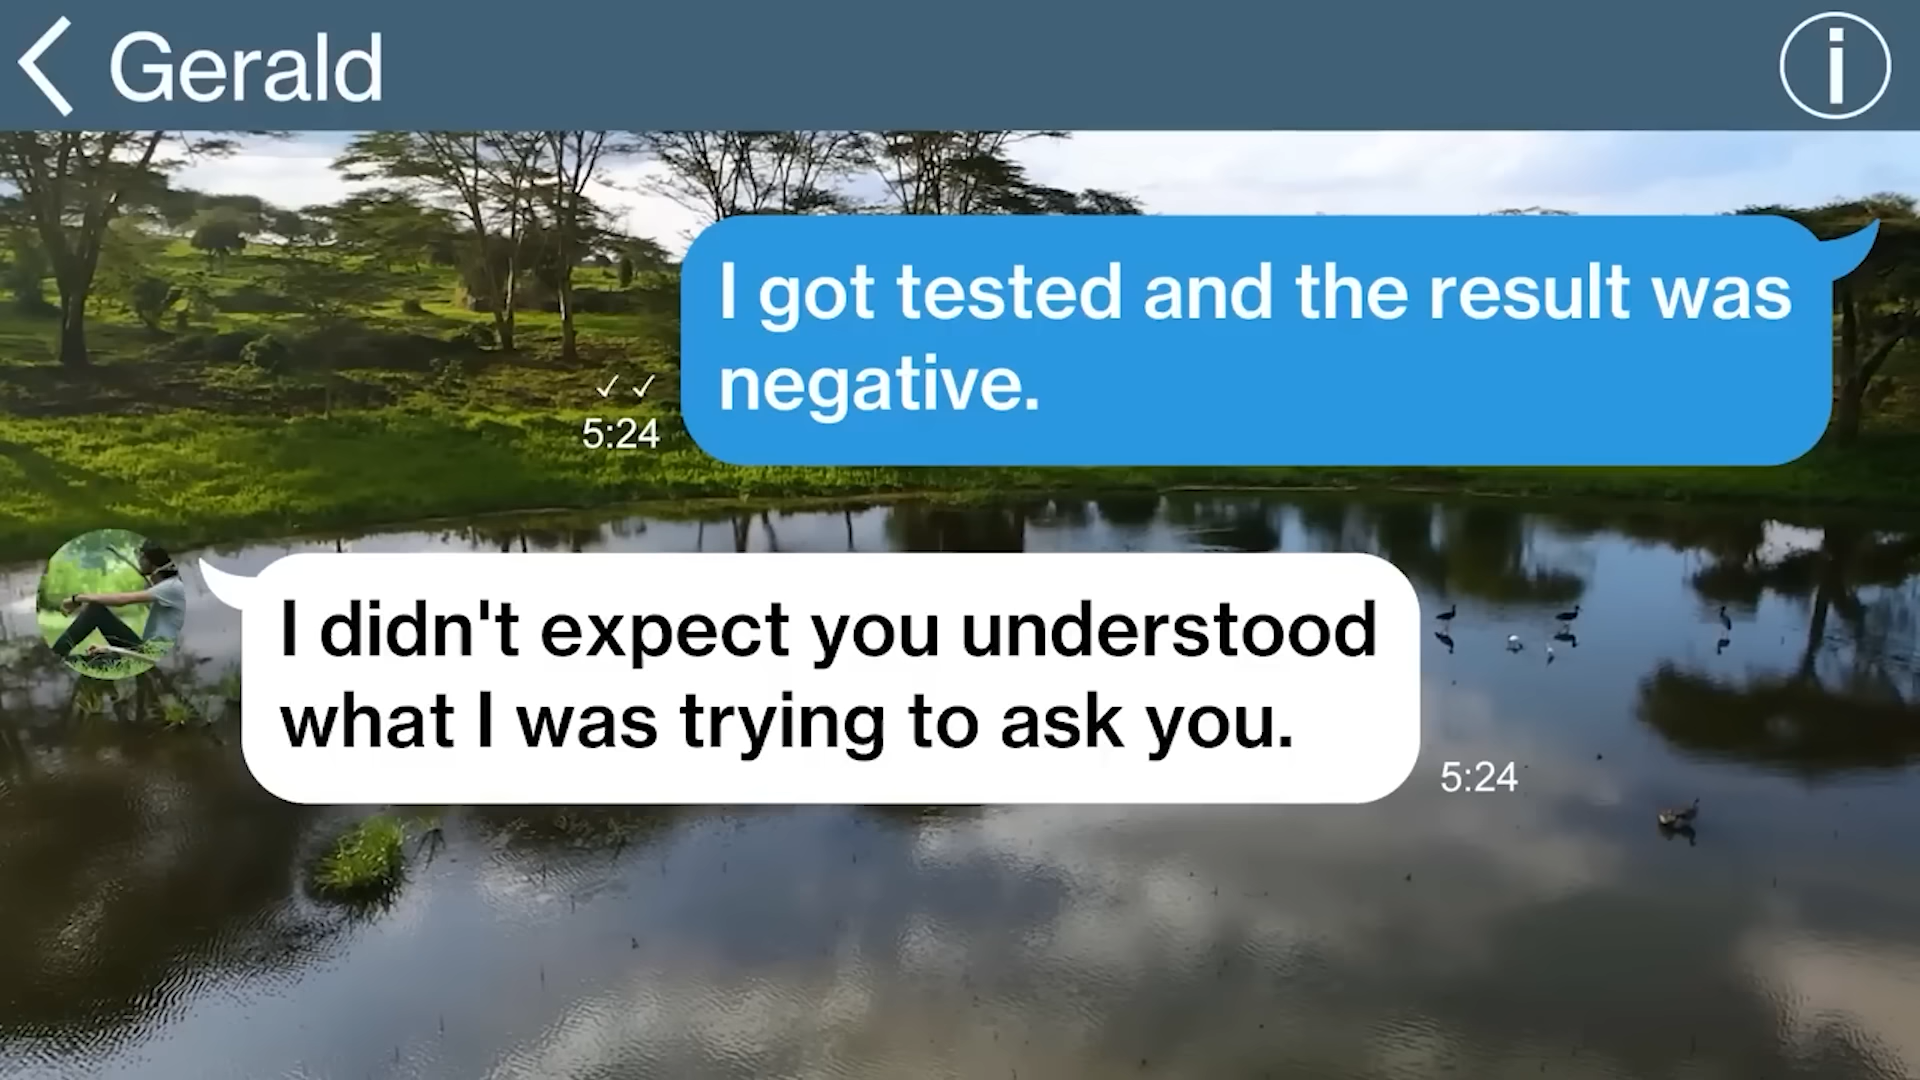 Gerald
I got tested and the result was
negative.
5:24
I didn't expect you understood
what I was trying to ask you.
5:24